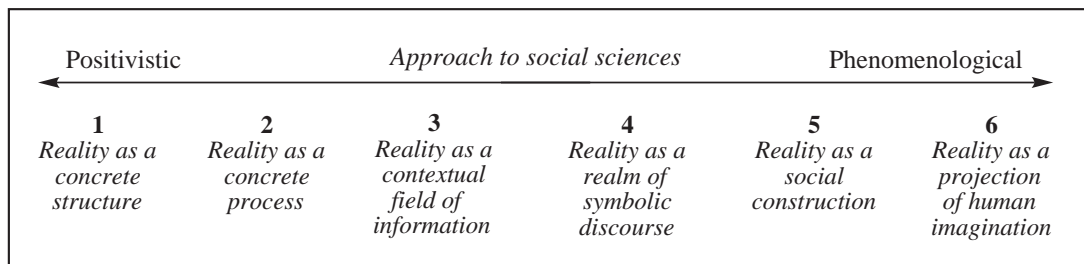 Positivistic Approach to social sciences Phenomenological
1 2 3 4 5 6
Reality as a Reality as a Reality as a Reality as a Reality as a Reality as a
concrete concrete contextual realm of social projection
structure process field of symbolic construction of human
information discourse imagination